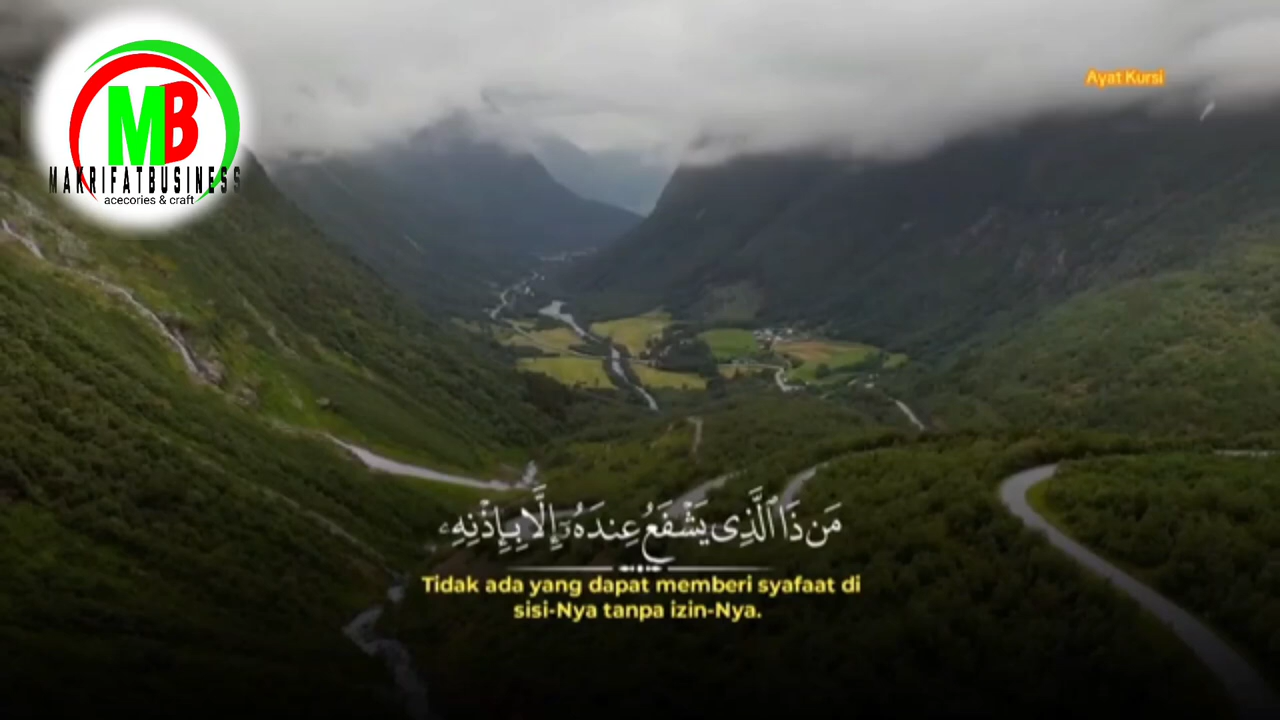 MB
MAKRIFATBUSINESS
acecories & craft
Ayat Kursi
مَن ذَا ٱلَّذِى يَشْفَعُ عِندَهُۥٓ إِلَّا بِإِذْنِهِۦ
Tidak ada yang dapat memberi syafaat di
sisi-Nya tanpa izin-Nya.